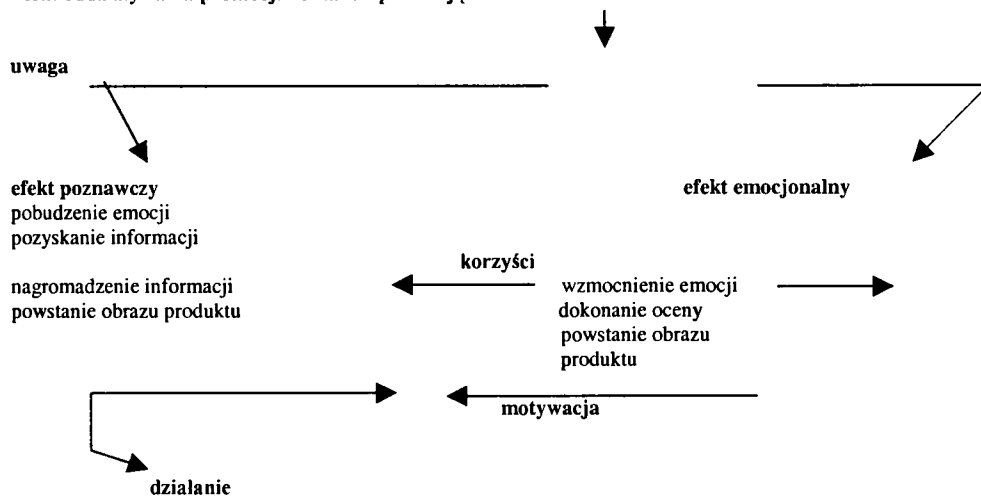 uwaga
efekt poznawczy
efekt emocjonalny
pobudzenie emocji
pozyskanie informacji
korzyści
nagromadzenie informacji
wzmocnienie emocji
powstanie obrazu produktu
dokonanie oceny
powstanie obrazu
produktu
motywacja
działanie